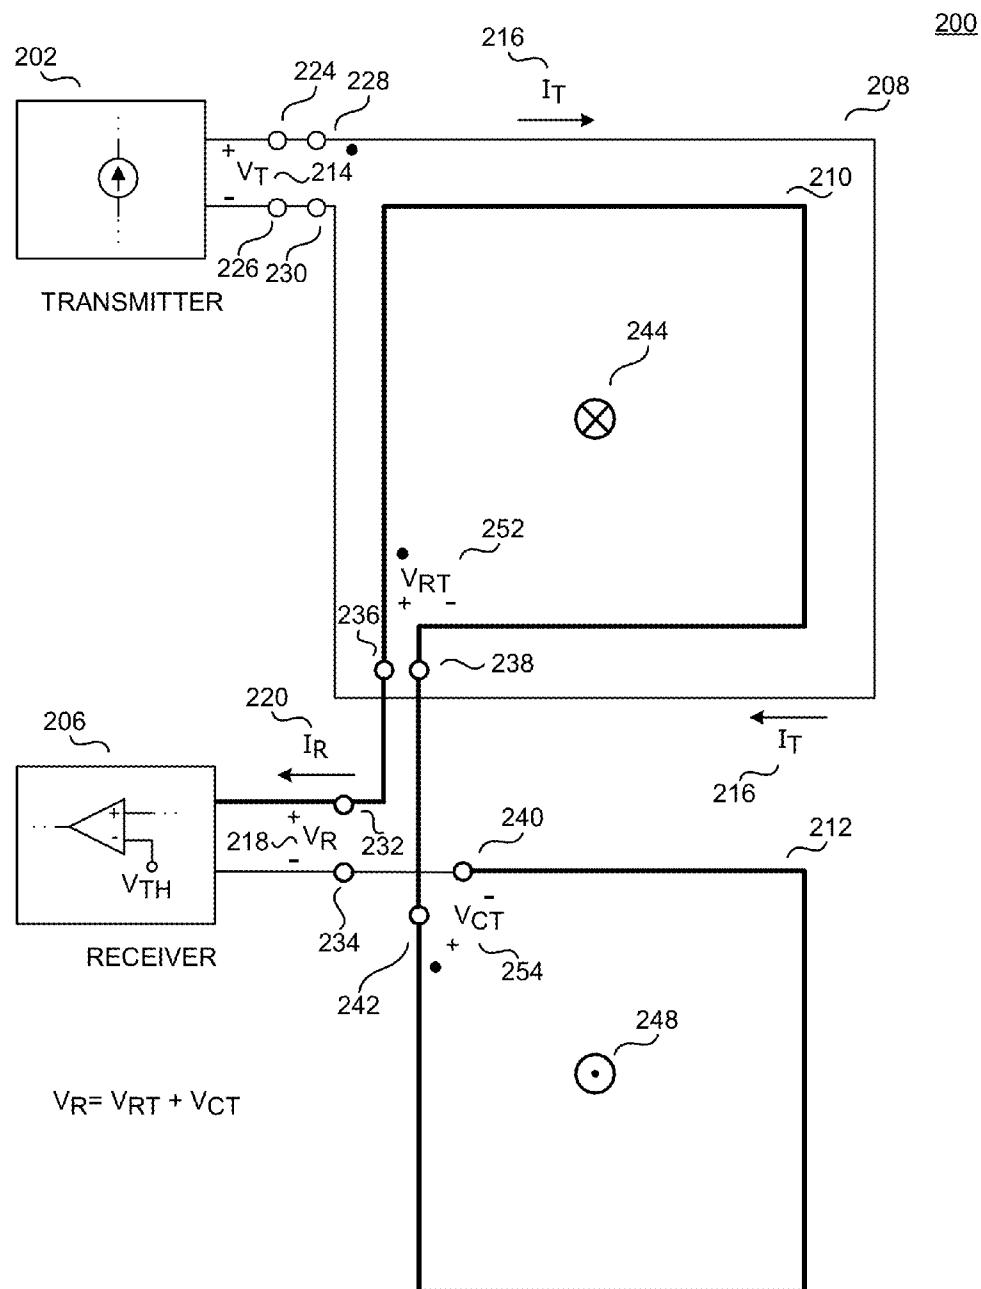 200
216
202
224
228
I_T
208
+
V_T 214
-
210
226
230
TRANSMITTER
244
252
V_RT
+ -
236
238
220
I_R
206
I_T
216
+
218 V_R
-
232
240
212
+
-
V_TH
234
-
V_CT
+
254
RECEIVER
242
248
V_R= V_RT + V_CT